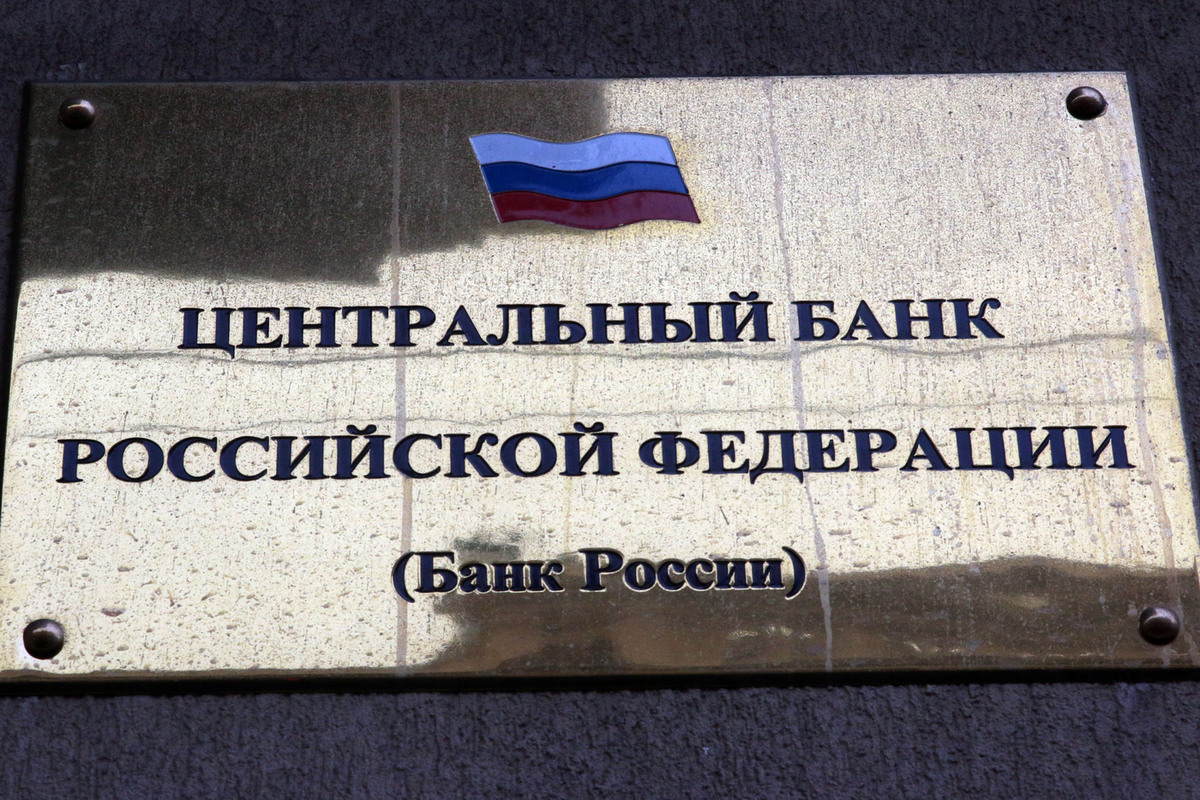 ЦЕНТРАЛЬНЫЙ БАНК
РОССИЙСКОЙ ФЕДЕРАЦИИ
(Банк России)